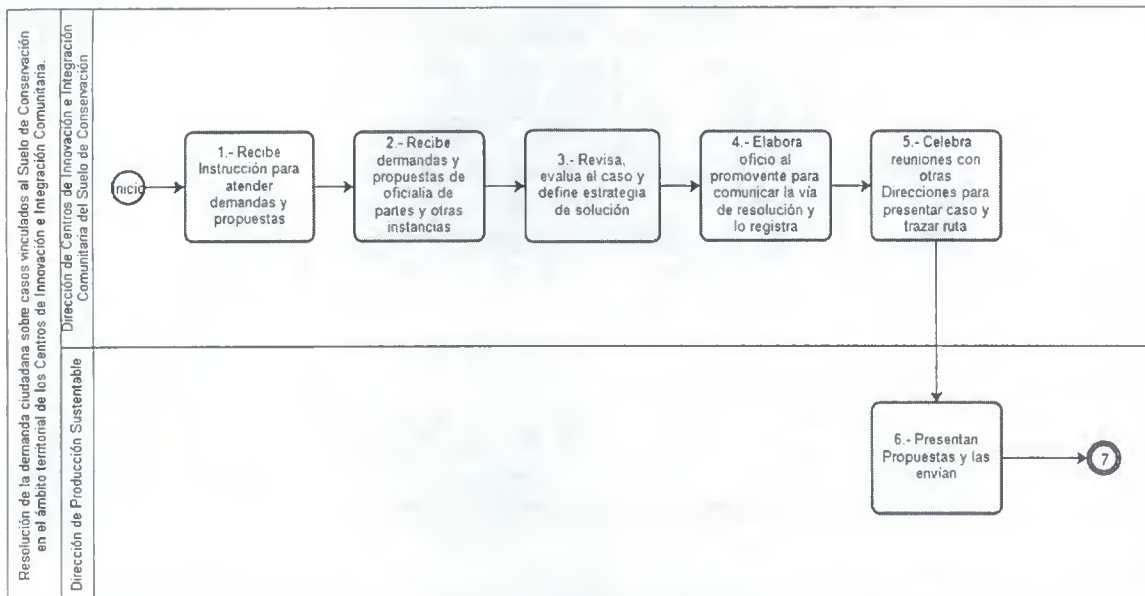 Resolución de la demanda ciudadana sobre casos vinculados al Suelo de Conservación
en el ámbito territorial de los Centros de Innovación e Integración Comunitaria.
Dirección de Centros de Innovación e Integración
Comunitaria del Suelo de Conservación
Inicio
1.- Recibe
Instrucción para
atender
demandas y
propuestas
2.- Recibe
dermandas y
propuestas de
oficialia de
partes y otras
instancias
3.- Revisa,
evalua el caso y
define estrategia
de solución
4.- Elabora
oficio al
promovente para
comunicar la vía
de resolución y
lo registra
5.- Celebra
reuniones con
otras
Direcciones para
presentar caso y
trazar ruta
Dirección de Producción Sustentable
6.- Presentan
Propuestas y las
envían
7